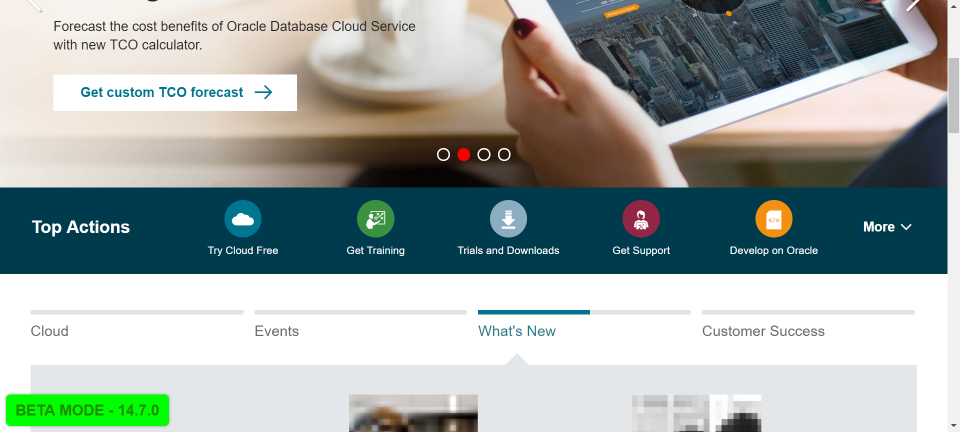 Forecast the cost benefits of Oracle Database Cloud Service
with new TCO calculator.
Get custom TCO forecast
Top Actions
Try Cloud Free
Get Training
Trials and Downloads
Get Support
Develop on Oracle
More
Cloud
Events
What's New
Customer Success
BETA MODE - 14.7.0